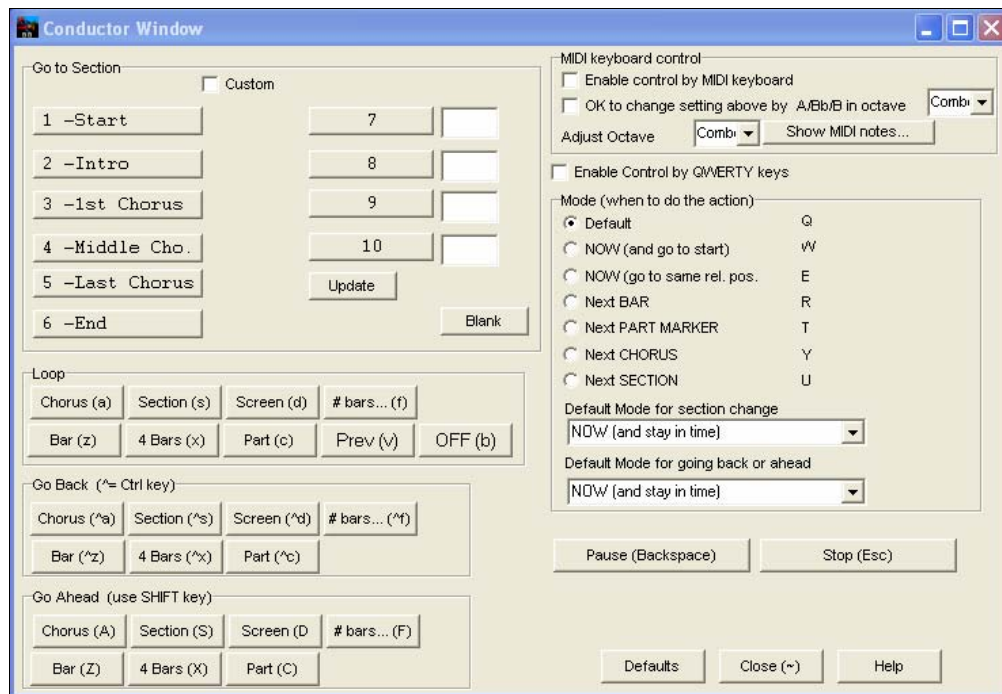 Conductor Window
Go to Section
Custom
1 -Start
7
2 -Intro
8
3 -1st Chorus
9
4 -Middle Cho.
10
5 -Last Chorus
Update
6 -End
Blank
MIDI keyboard control
Enable control by MIDI keyboard
OK to change setting above by A/Bb/B in octave
Adjust Octave
Show MIDI notes...
Enable Control by QWERTY keys
Mode (when to do the action)
Default Q
NOW (and go to start) W
NOW (go to same rel. pos. E
Next BAR R
Next PART MARKER T
Next CHORUS Y
Next SECTION U
Default Mode for section change
NOW (and stay in time)
Default Mode for going back or ahead
NOW (and stay in time)
Loop
Chorus (a) Section (s) Screen (d) # bars... (f)
Bar (z) 4 Bars (x) Part (c) Prev (v) OFF (b)
Go Back (^= Ctrl key)
Chorus (^a) Section (^s) Screen (^d) # bars... (^f)
Bar (^z) 4 Bars (^x) Part (^c)
Go Ahead (use SHIFT key)
Chorus (A) Section (S) Screen (D # bars... (F)
Bar (Z) 4 Bars (X) Part (C)
Pause (Backspace) Stop (Esc)
Defaults Close (~) Help